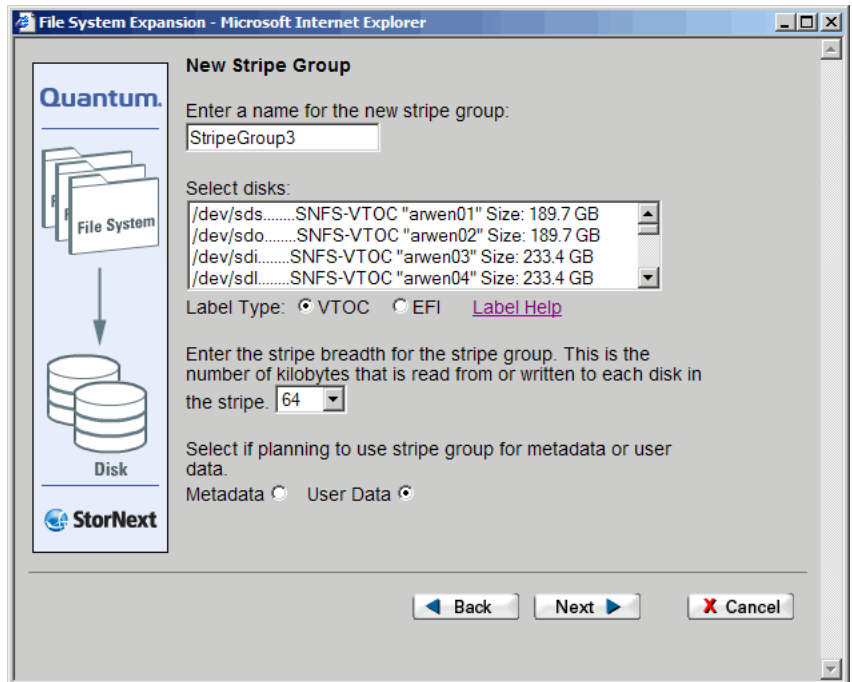 File System Expansion - Microsoft Internet Explorer
Quantum.
File System
Disk
StorNext
New Stripe Group
Enter a name for the new stripe group:
StripeGroup3
Select disks:
/dev/sds........SNFS-VTOC "arwen01" Size: 189.7 GB
/dev/sdo........SNFS-VTOC "arwen02" Size: 189.7 GB
/dev/sdi........SNFS-VTOC "arwen03" Size: 233.4 GB
/dev/sdl........SNFS-VTOC "arwen04" Size: 233.4 GB
Label Type: VTOC EFI Label Help
Enter the stripe breadth for the stripe group. This is the
number of kilobytes that is read from or written to each disk in
the stripe. 64
Select if planning to use stripe group for metadata or user
data.
Metadata User Data
Back Next X Cancel